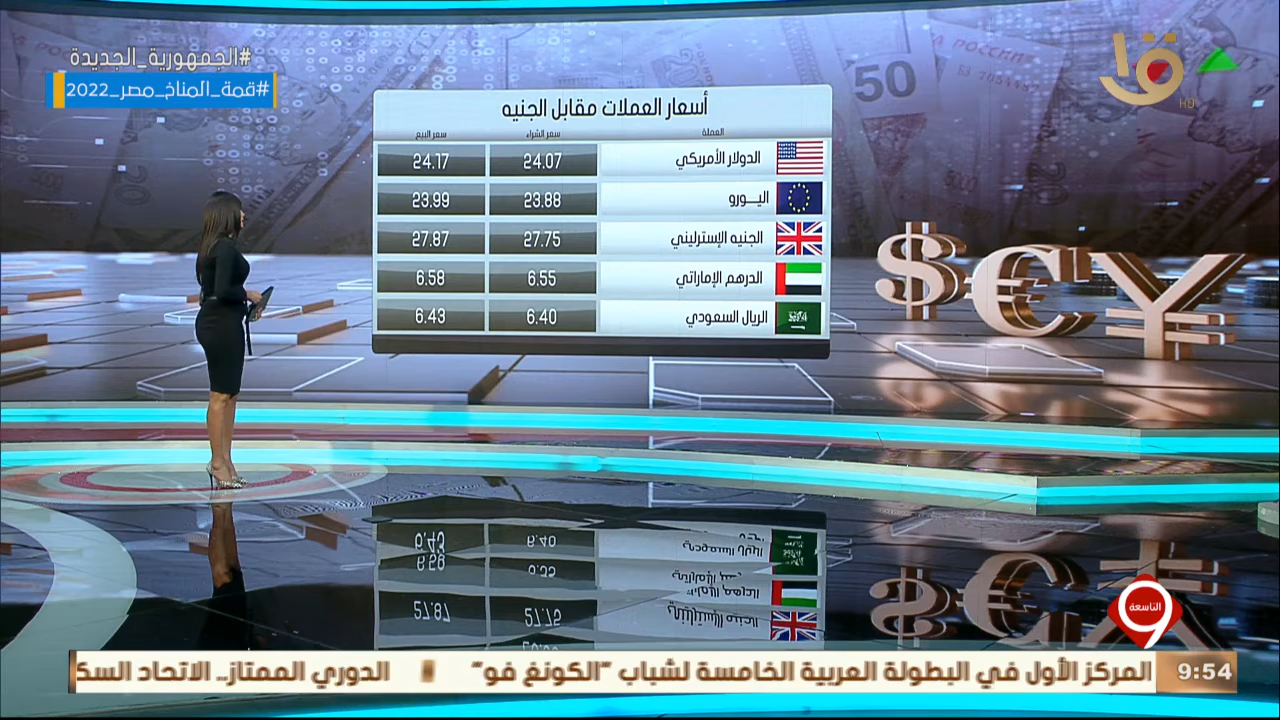 #الجمهورية_الجديدة
#قمة_المناخ_مصر_2022
HD
50
أسعار العملات مقابل الجنيه
العملة سعر الشراء سعر البيع
الدولار الأمريكي 24.07 24.17
اليـــورو 23.88 23.99
الجنيه الإسترليني 27.75 27.87
الدرهم الإماراتي 6.55 6.58
الريال السعودي 6.40 6.43
$ € ¥
التاسعة
9
9:54
المركز الأول في البطولة العربية الخامسة لشباب "الكونغ فو" الدوري الممتاز.. الاتحاد السك